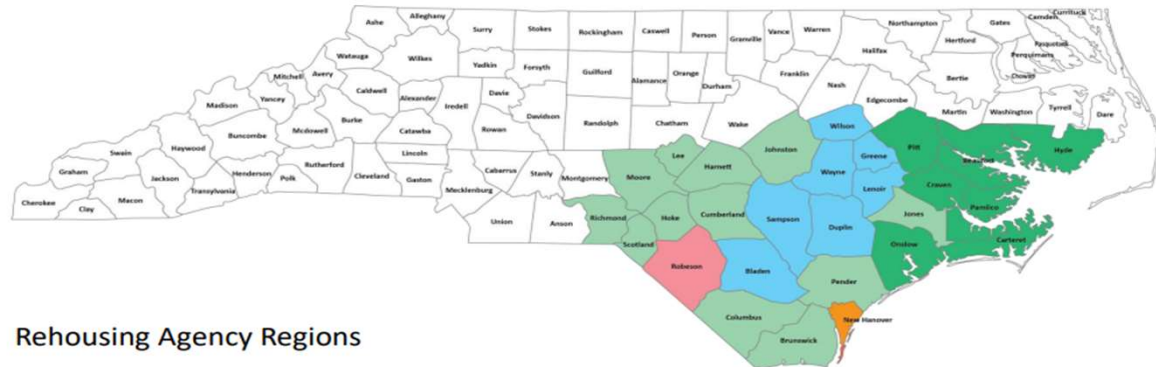 Ashe
Alleghany
Surry
Stokes
Rockingham
Caswell
Person
Granville
Vance
Warren
Northampton
Gates
Camden
Currituck
Hertford
Pasquotank
Perquimans
Chowan
Halifax
Watauga
Wilkes
Yadkin
Forsyth
Guilford
Alamance
Orange
Durham
Franklin
Nash
Edgecombe
Bertie
Martin
Washington
Tyrrell
Dare
Mitchell
Avery
Caldwell
Alexander
Iredell
Davie
Davidson
Randolph
Chatham
Wake
Wilson
Pitt
Beaufort
Hyde
Madison
Yancey
Burke
Catawba
Rowan
Johnston
Greene
Wayne
Lenoir
Craven
Pamlico
Swain
Haywood
Buncombe
Mcdowell
Lincoln
Lee
Harnett
Graham
Jackson
Henderson
Polk
Rutherford
Cleveland
Gaston
Mecklenburg
Cabarrus
Stanly
Montgomery
Moore
Cherokee
Clay
Macon
Transylvania
Union
Anson
Richmond
Hoke
Cumberland
Sampson
Duplin
Jones
Onslow
Carteret
Scotland
Robeson
Bladen
Pender
Columbus
Brunswick
New Hanover
Rehousing Agency Regions